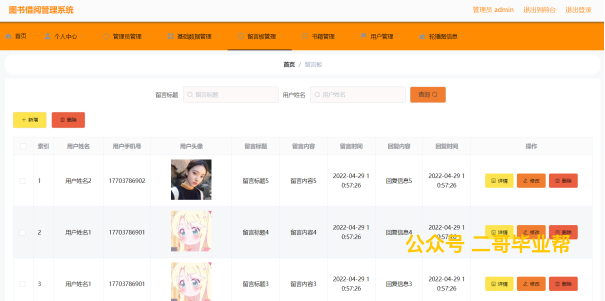 图书借阅管理系统
管理员 admin 退出到前台 退出登录
首页 个人中心 管理员管理 基础数据管理 留言板管理 书籍管理 用户管理 轮播图信息
首页 / 留言板
留言标题 留言标题 用户姓名 用户姓名 查询
+ 新增 删除
索引 用户姓名 用户手机号 用户头像 留言标题 留言内容 留言时间 回复内容 回复时间 操作
1 用户姓名2 17703786902 留言标题5 留言内容5 2022-04-29 1 回复信息5 2022-04-29 1 详情 修改 删除
0:57:26 0:57:26
2 用户姓名1 17703786901 留言标题4 留言内容4 2022-04-29 1 回复信息4 2022-04-29 1 详情 修改 删除
0:57:26 0:57:26
公众号 二哥毕业帮
3 用户姓名1 17703786901 留言标题3 留言内容3 2022-04-29 1 回复信息3 2022-04-29 1 详情 修改 删除
0:57:26 0:57:26